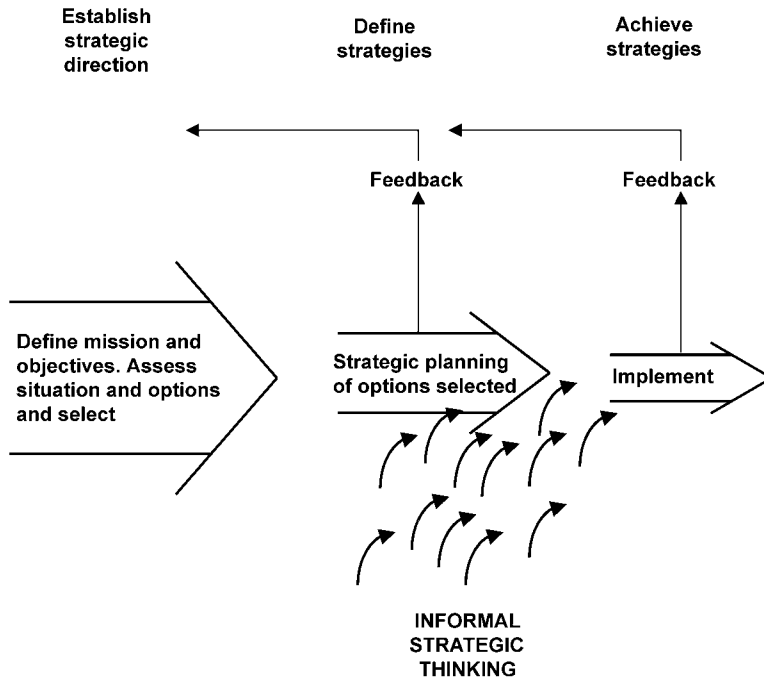 Establish
strategic
direction
Define
strategies
Achieve
strategies
Feedback
Feedback
Define mission and
objectives. Assess
situation and options
and select
Strategic planning
of options selected
Implement
INFORMAL
STRATEGIC
THINKING